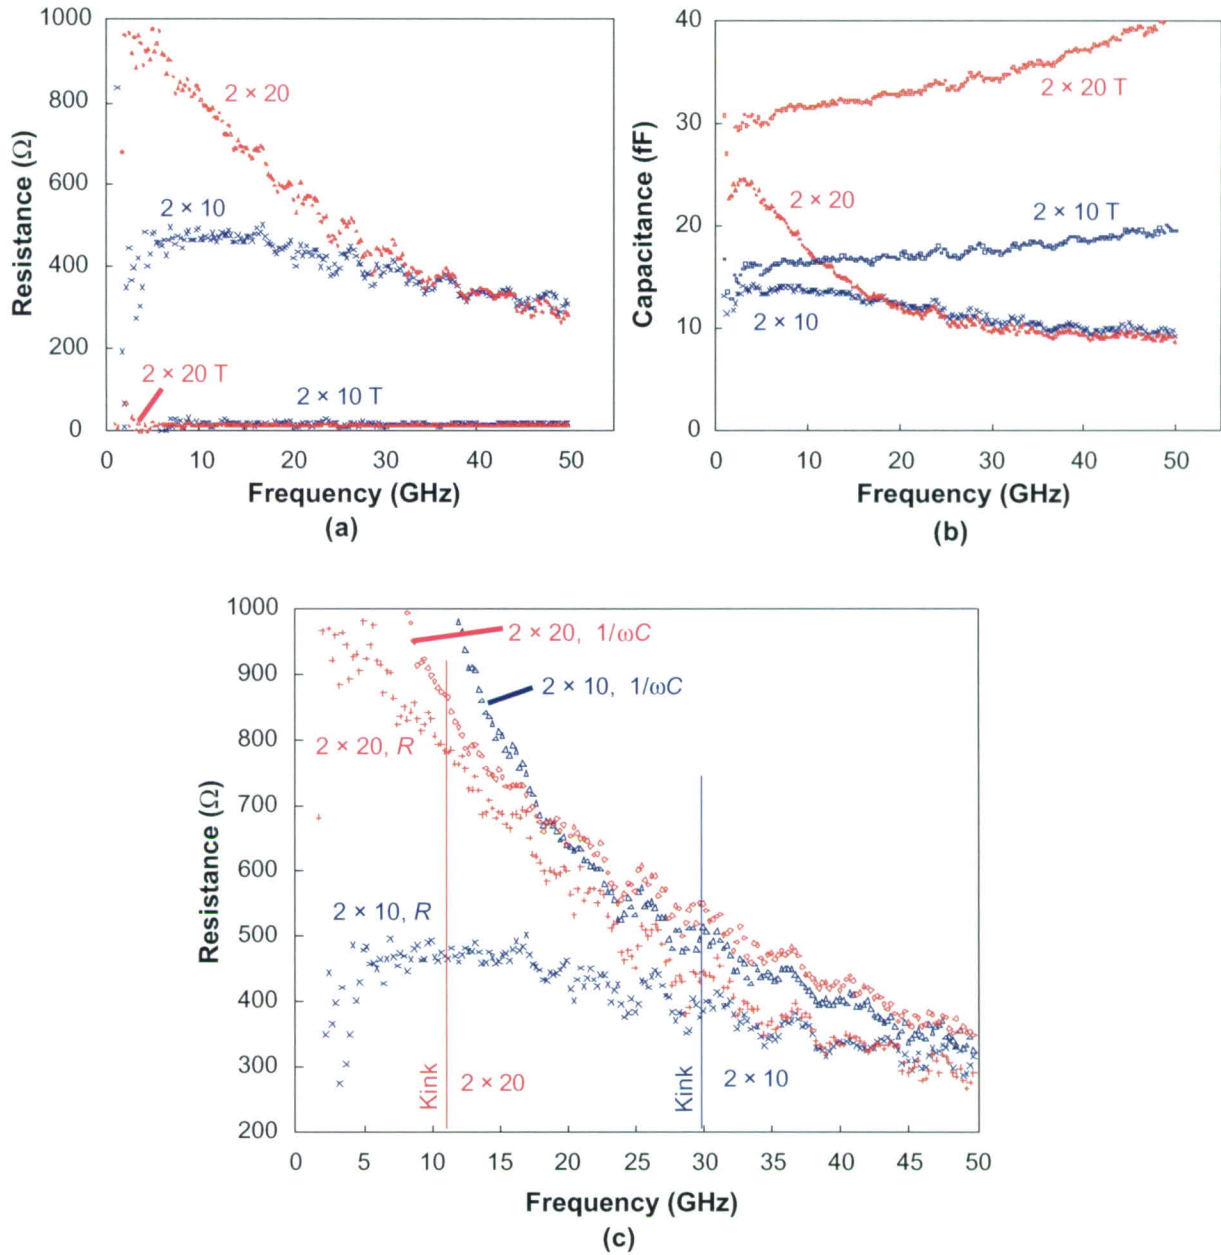 1000
800
600
400
200
0
Resistance (Ω)
2 × 20
2 × 10
2 × 20 T
2 × 10 T
0 10 20 30 40 50
Frequency (GHz)
(a)
40
30
20
10
0
Capacitance (fF)
2 × 20 T
2 × 20
2 × 10 T
2 × 10
0 10 20 30 40 50
Frequency (GHz)
(b)
1000
900
800
700
600
500
400
300
200
Resistance (Ω)
2 × 20, 1/ωC
2 × 10, 1/ωC
2 × 20, R
2 × 10, R
Kink
2 × 20
Kink
2 × 10
0 5 10 15 20 25 30 35 40 45 50
Frequency (GHz)
(c)